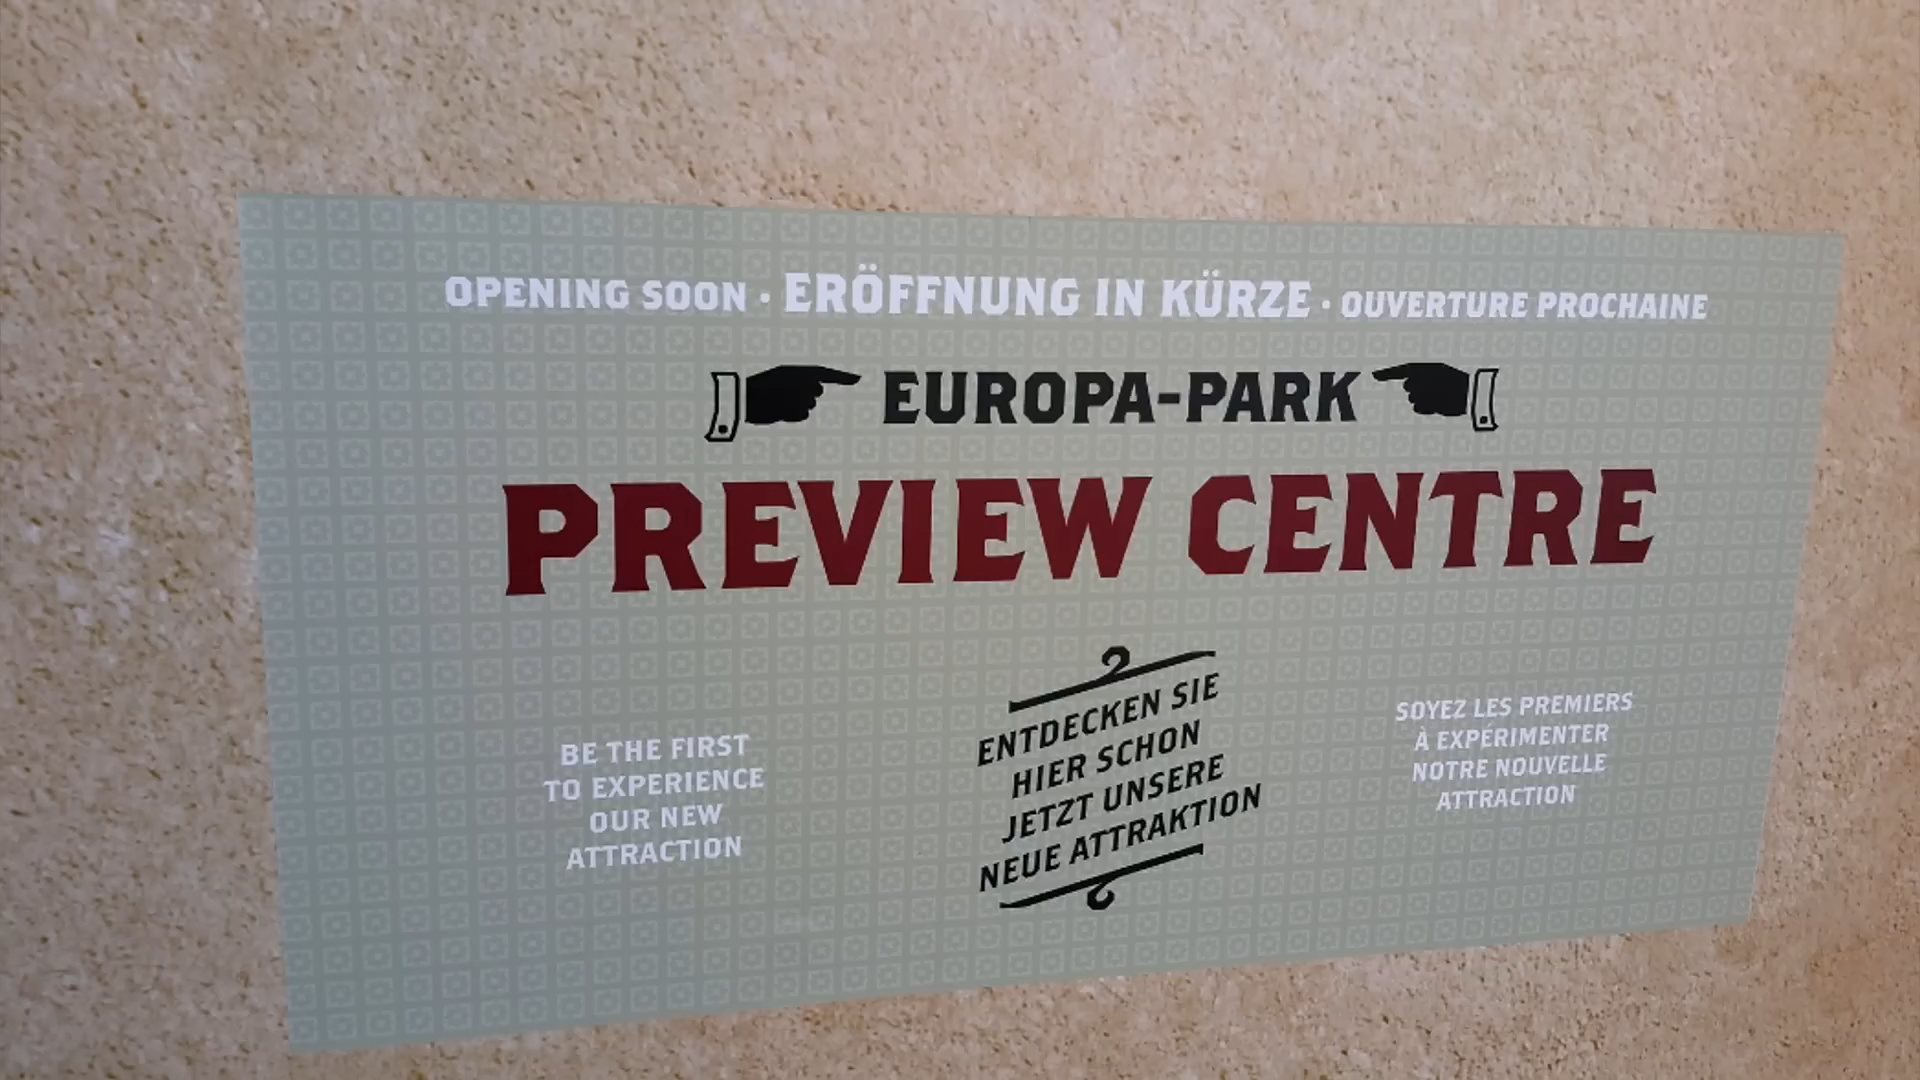 OPENING SOON · ERÖFFNUNG IN KÜRZE · OUVERTURE PROCHAINE
EUROPA-PARK
PREVIEW CENTRE
BE THE FIRST
TO EXPERIENCE
OUR NEW
ATTRACTION
ENTDECKEN SIE
HIER SCHON
JETZT UNSERE
NEUE ATTRAKTION
SOYEZ LES PREMIERS
À EXPÉRIMENTER
NOTRE NOUVELLE
ATTRACTION